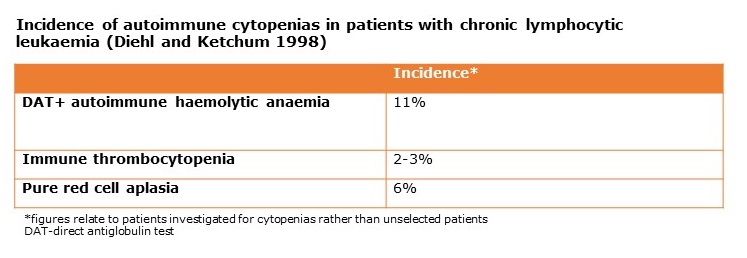 Incidence of autoimmune cytopenias in patients with chronic lymphocytic
leukaemia (Diehl and Ketchum 1998)
Incidence*
DAT+ autoimmune haemolytic anaemia 11%
Immune thrombocytopenia 2-3%
Pure red cell aplasia 6%
*figures relate to patients investigated for cytopenias rather than unselected patients
DAT-direct antiglobulin test